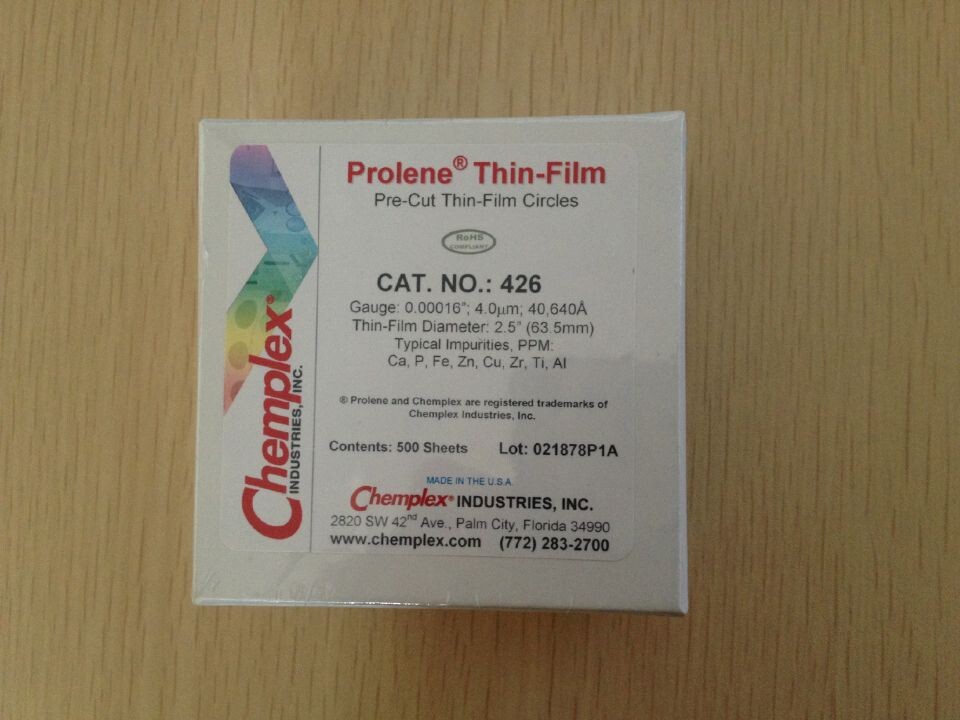 Prolene® Thin-Film
Pre-Cut Thin-Film Circles
RoHS
COMPLIANT
CAT. NO.: 426
Gauge: 0.00016"; 4.0µm; 40,640Å
Thin-Film Diameter: 2.5" (63.5mm)
Typical Impurities, PPM:
Ca, P, Fe, Zn, Cu, Zr, Ti, Al
® Prolene and Chemplex are registered trademarks of
Chemplex Industries, Inc.
Contents: 500 Sheets Lot: 021878P1A
MADE IN THE U.S.A.
Chemplex® INDUSTRIES, INC.
2820 SW 42nd Ave., Palm City, Florida 34990
www.chemplex.com (772) 283-2700
Chemplex®
INDUSTRIES, INC.